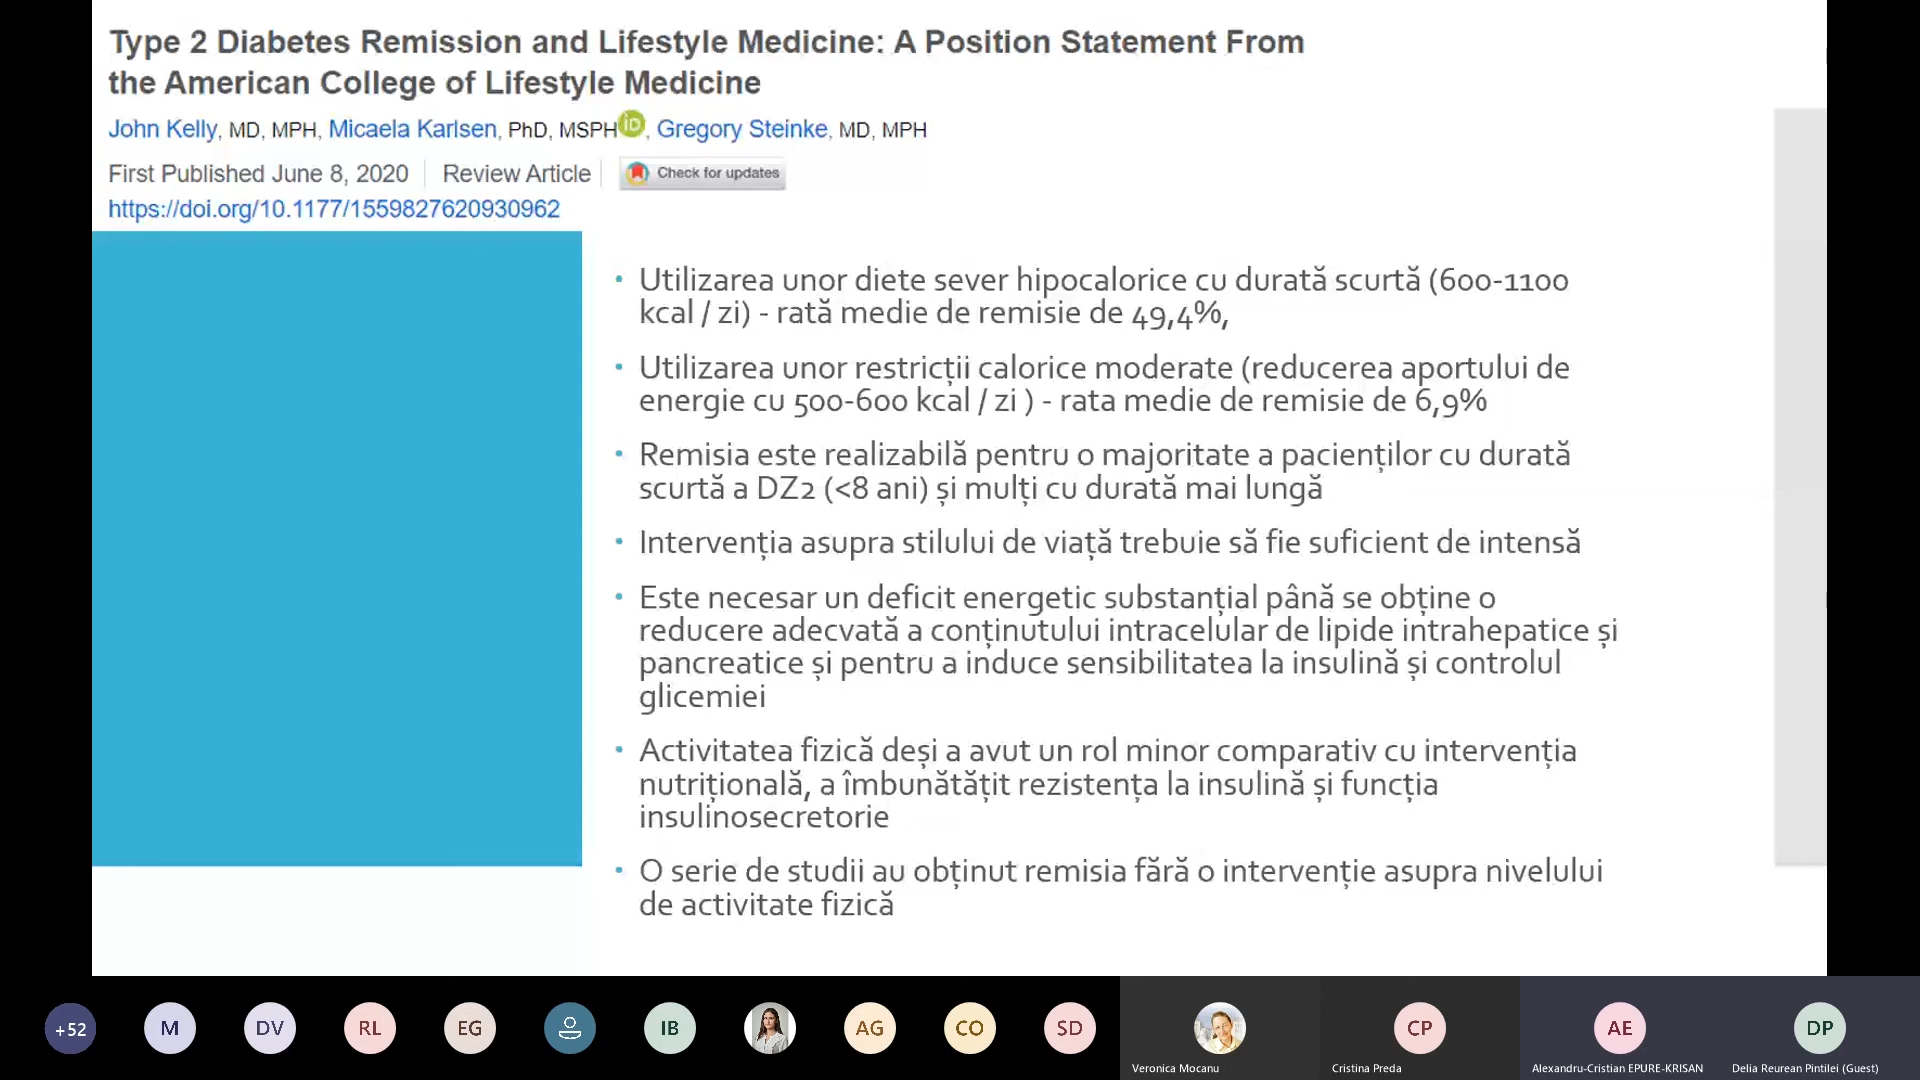 Type 2 Diabetes Remission and Lifestyle Medicine: A Position Statement From
the American College of Lifestyle Medicine
John Kelly, MD, MPH, Micaela Karlsen, PhD, MSPH iD, Gregory Steinke, MD, MPH
First Published June 8, 2020 Review Article Check for updates
https://doi.org/10.1177/1559827620930962
• Utilizarea unor diete sever hipocalorice cu durată scurtă (600-1100
kcal / zi) - rată medie de remisie de 49,4%,
• Utilizarea unor restricții calorice moderate (reducerea aportului de
energie cu 500-600 kcal / zi ) - rata medie de remisie de 6,9%
• Remisia este realizabilă pentru o majoritate a pacienților cu durată
scurtă a DZ2 (<8 ani) și mulți cu durată mai lungă
• Intervenția asupra stilului de viață trebuie să fie suficient de intensă
• Este necesar un deficit energetic substanțial până se obține o
reducere adecvată a conținutului intracelular de lipide intrahepatice și
pancreatice și pentru a induce sensibilitatea la insulină și controlul
glicemiei
• Activitatea fizică deși a avut un rol minor comparativ cu intervenția
nutrițională, a îmbunătățit rezistența la insulină și funcția
insulinosecretorie
• O serie de studii au obținut remisia fără o intervenție asupra nivelului
de activitate fizică
+52 M DV RL EG IB AG CO SD CP AE DP
Veronica Mocanu Cristina Preda Alexandru-Cristian EPURE-KRISAN Delia Reurean Pintilei (Guest)